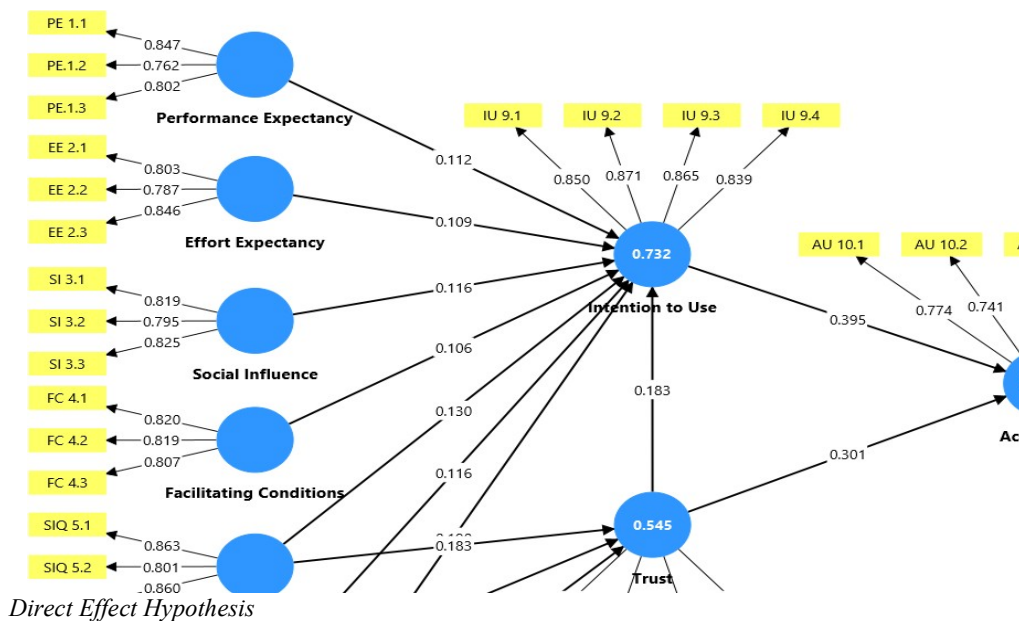 PE 1.1
0.847
PE.1.2
0.762
PE.1.3
0.802
Performance Expectancy
EE 2.1
0.803
EE 2.2
0.787
EE 2.3
0.846
Effort Expectancy
SI 3.1
0.819
SI 3.2
0.795
SI 3.3
0.825
Social Influence
FC 4.1
0.820
FC 4.2
0.819
FC 4.3
0.807
Facilitating Conditions
SIQ 5.1
0.863
SIQ 5.2
0.801
0.860
0.112
0.109
0.116
0.106
0.130
0.116
0.183
IU 9.1
IU 9.2
IU 9.3
IU 9.4
0.850
0.871
0.865
0.839
0.732
Intention to Use
0.183
0.545
Trust
AU 10.1
AU 10.2
0.774
0.741
0.395
0.301
Ac
Direct Effect Hypothesis